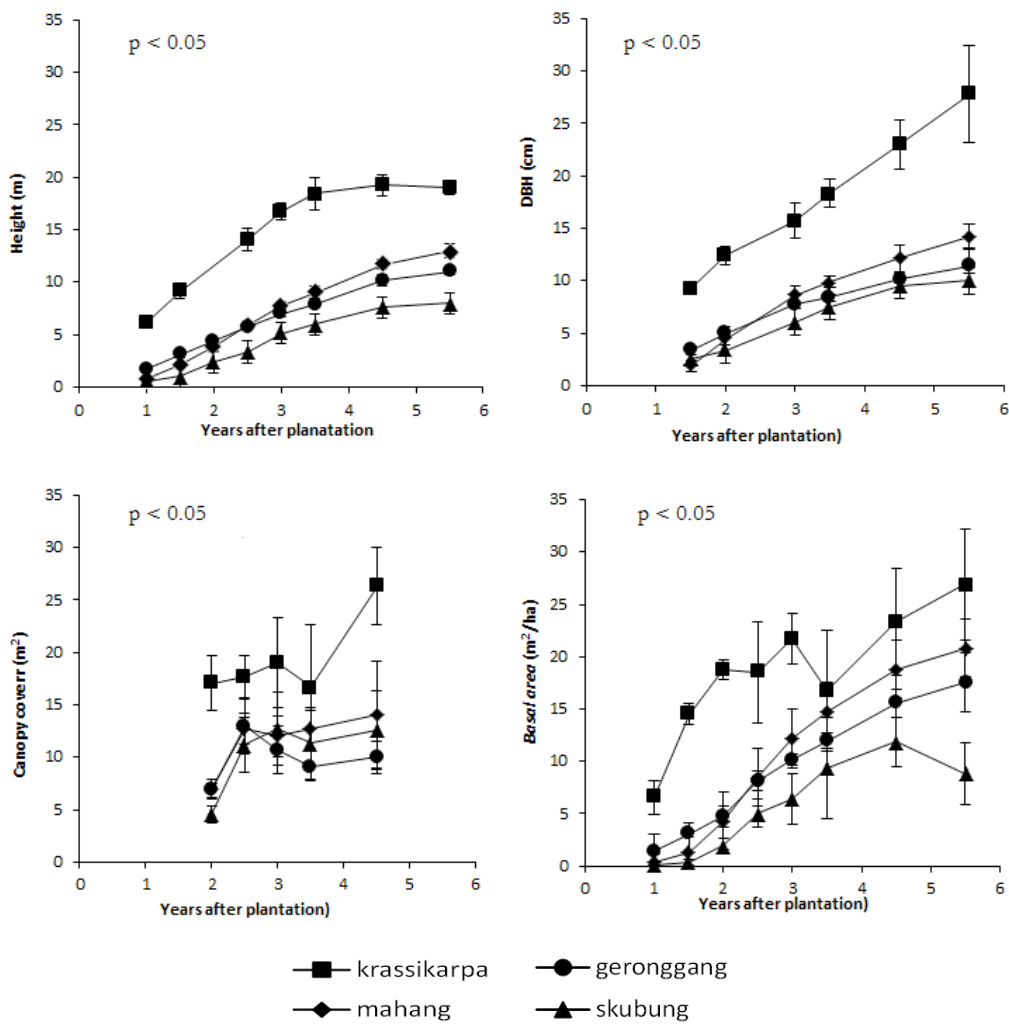 p < 0.05
35
30
25
20
15
10
5
0
Height (m)
0 1 2 3 4 5 6
Years after planatation
p < 0.05
35
30
25
20
15
10
5
0
DBH (cm)
0 1 2 3 4 5 6
Years after plantation)
p < 0.05
35
30
25
20
15
10
5
0
Canopy coverr (m²)
0 1 2 3 4 5 6
Years after plantation)
p < 0.05
35
30
25
20
15
10
5
0
Basal area (m²/ha)
0 1 2 3 4 5 6
Years after plantation)
krassikarpa
geronggang
mahang
skubung